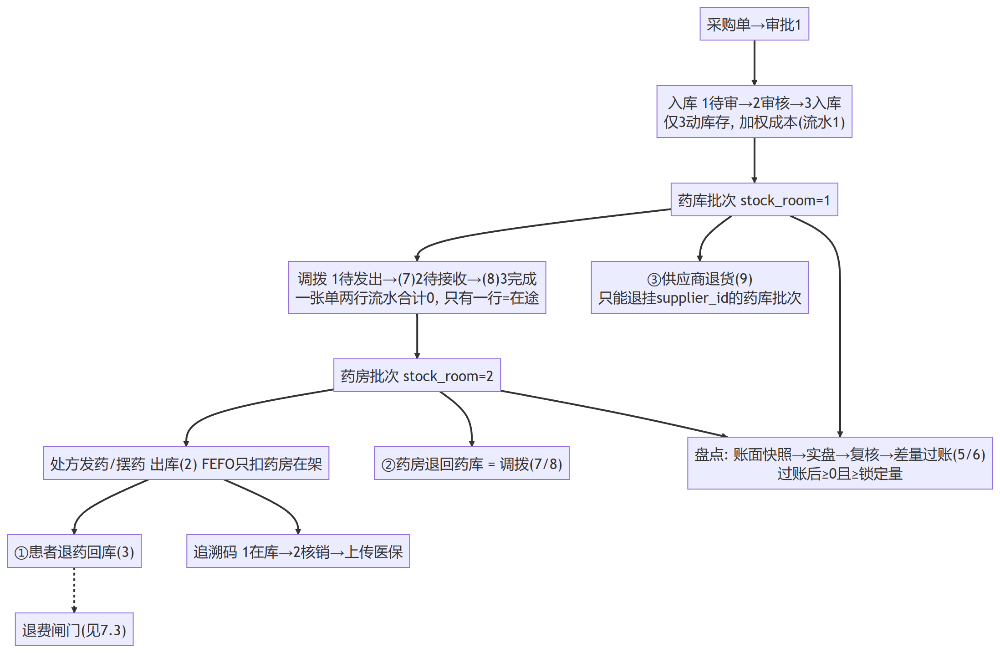 采购单→审批1
入库 1待审→2审核→3入库
仅3动库存, 加权成本(流水1)
药库批次 stock_room=1
调拨 1待发出→(7)2待接收→(8)3完成
一张单两行流水合计0, 只有一行=在途
③供应商退货(9)
只能退挂supplier_id的药库批次
药房批次 stock_room=2
处方发药/摆药 出库(2) FEFO只扣药房在架
②药房退回药库 = 调拨(7/8)
盘点: 账面快照→实盘→复核→差量过账(5/6)
过账后≥0且≥锁定量
①患者退药回库(3)
追溯码 1在库→2核销→上传医保
退费闸门(见7.3)